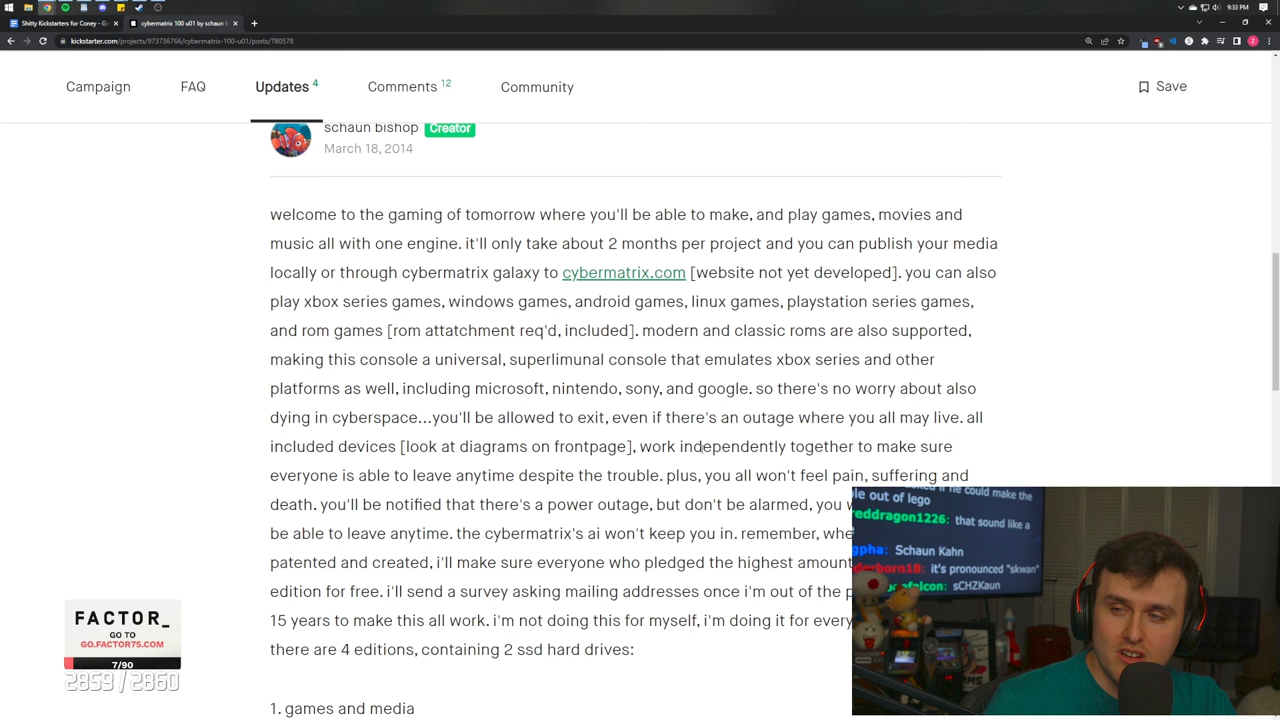 Shitty Kickstarters for Coney - G
cybermatrix 100 u01 by schaun
9:33 PM
kickstarter.com/projects/973736766/cybermatrix-100-u01/posts/780578
Campaign
FAQ
Updates 4
Comments 12
Community
Save
schaun bishop Creator
March 18, 2014
welcome to the gaming of tomorrow where you'll be able to make, and play games, movies and
music all with one engine. it'll only take about 2 months per project and you can publish your media
locally or through cybermatrix galaxy to cybermatrix.com [website not yet developed]. you can also
play xbox series games, windows games, android games, linux games, playstation series games,
and rom games [rom attatchment req'd, included]. modern and classic roms are also supported,
making this console a universal, superlimunal console that emulates xbox series and other
platforms as well, including microsoft, nintendo, sony, and google. so there's no worry about also
dying in cyberspace...you'll be allowed to exit, even if there's an outage where you all may live. all
included devices [look at diagrams on frontpage], work independently together to make sure
everyone is able to leave anytime despite the trouble. plus, you all won't feel pain, suffering and
death. you'll be notified that there's a power outage, but don't be alarmed, you
be able to leave anytime. the cybermatrix's ai won't keep you in. remember, whe
patented and created, i'll make sure everyone who pledged the highest amount
edition for free. i'll send a survey asking mailing addresses once i'm out of the p
15 years to make this all work. i'm not doing this for myself, i'm doing it for every
there are 4 editions, containing 2 ssd hard drives:
1. games and media
if he could make the
ole out of lego
reddragon1226: that sound like a
gpha: Schaun Kahn
derborn18: it's pronounced "skwan"
falcon: sCHZKaun
FACTOR_
GO TO
GO.FACTOR75.COM
7/90
2859 / 2860